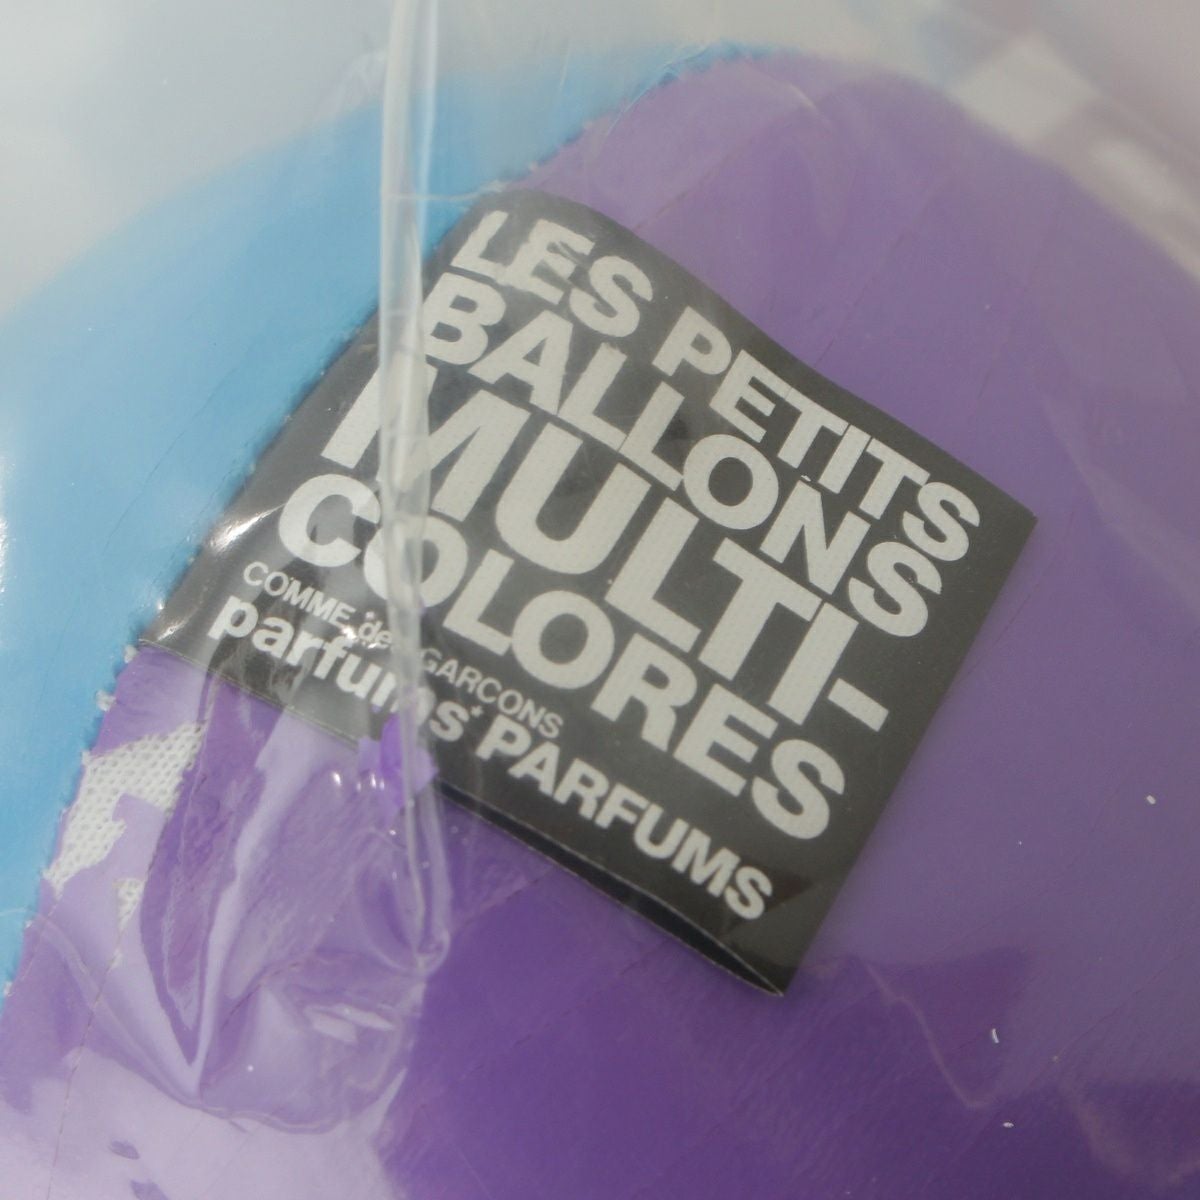 LES PETITS
BALLONS
MULTI-
COLORES
COMME des GARCONS
parfums* PARFUMS